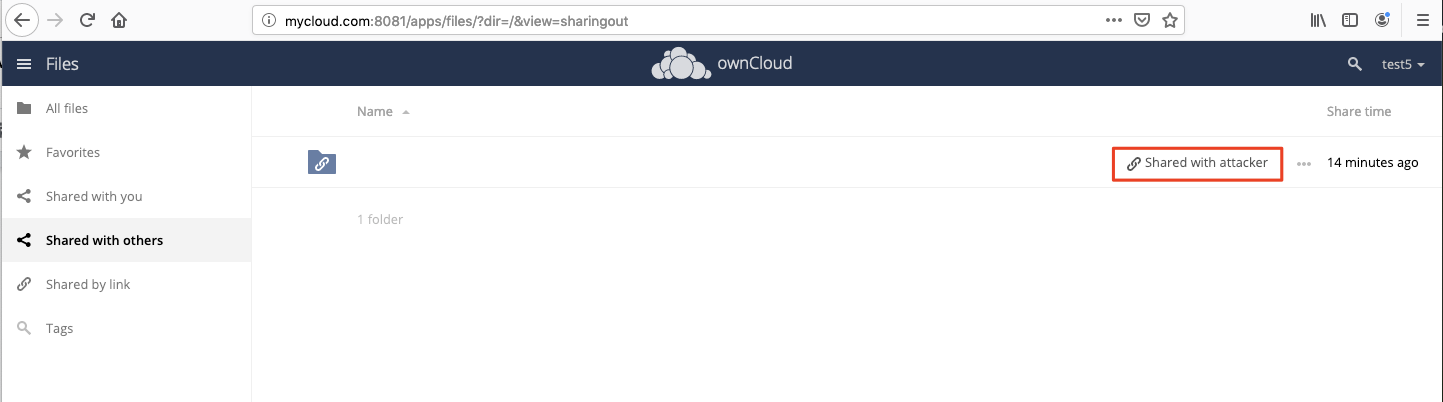 mycloud.com:8081/apps/files/?dir=/&view=sharingout
Files
ownCloud
test5
All files
Name
Share time
Favorites
Shared with attacker
14 minutes ago
Shared with you
1 folder
Shared with others
Shared by link
Tags